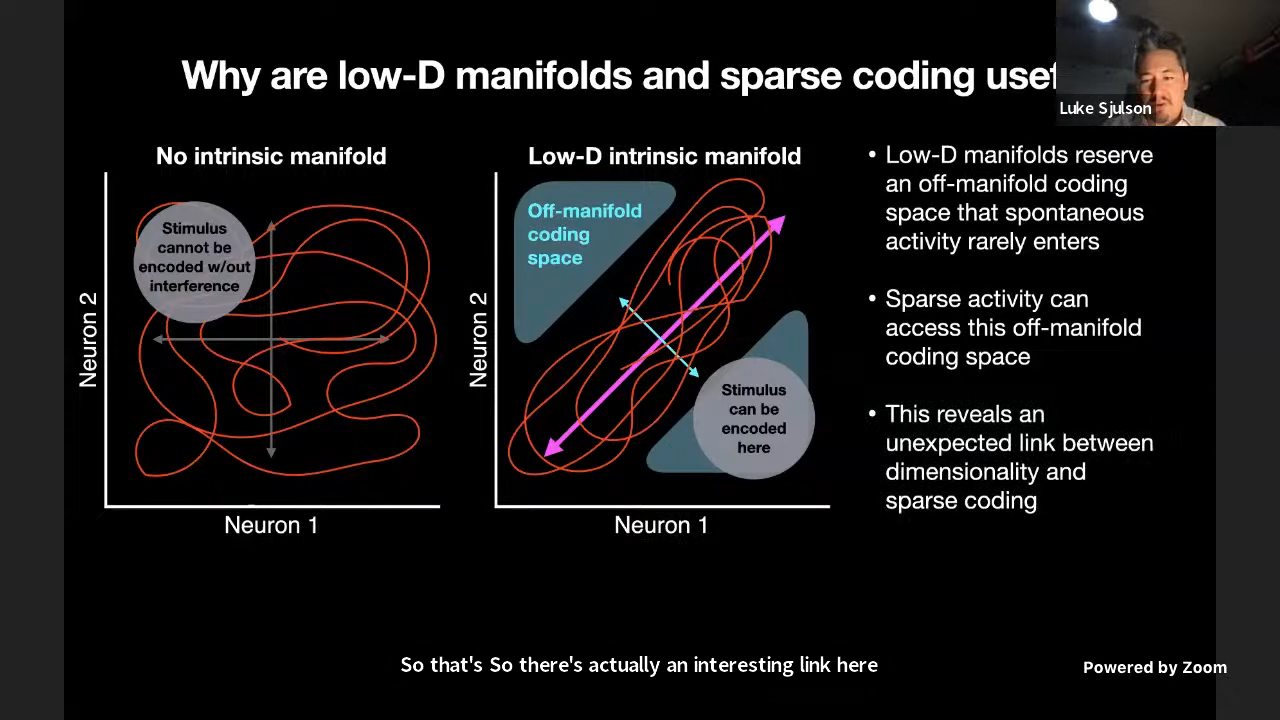 Why are low-D manifolds and sparse coding
Luke Sjulson
No intrinsic manifold
Stimulus
cannot be
encoded w/out
interference
Neuron 2
Neuron 1
Low-D intrinsic manifold
Off-manifold
coding
space
Stimulus
can be
encoded
here
Neuron 2
Neuron 1
• Low-D manifolds reserve
an off-manifold coding
space that spontaneous
activity rarely enters
• Sparse activity can
access this off-manifold
coding space
• This reveals an
unexpected link between
dimensionality and
sparse coding
So that's So there's actually an interesting link here
Powered by Zoom